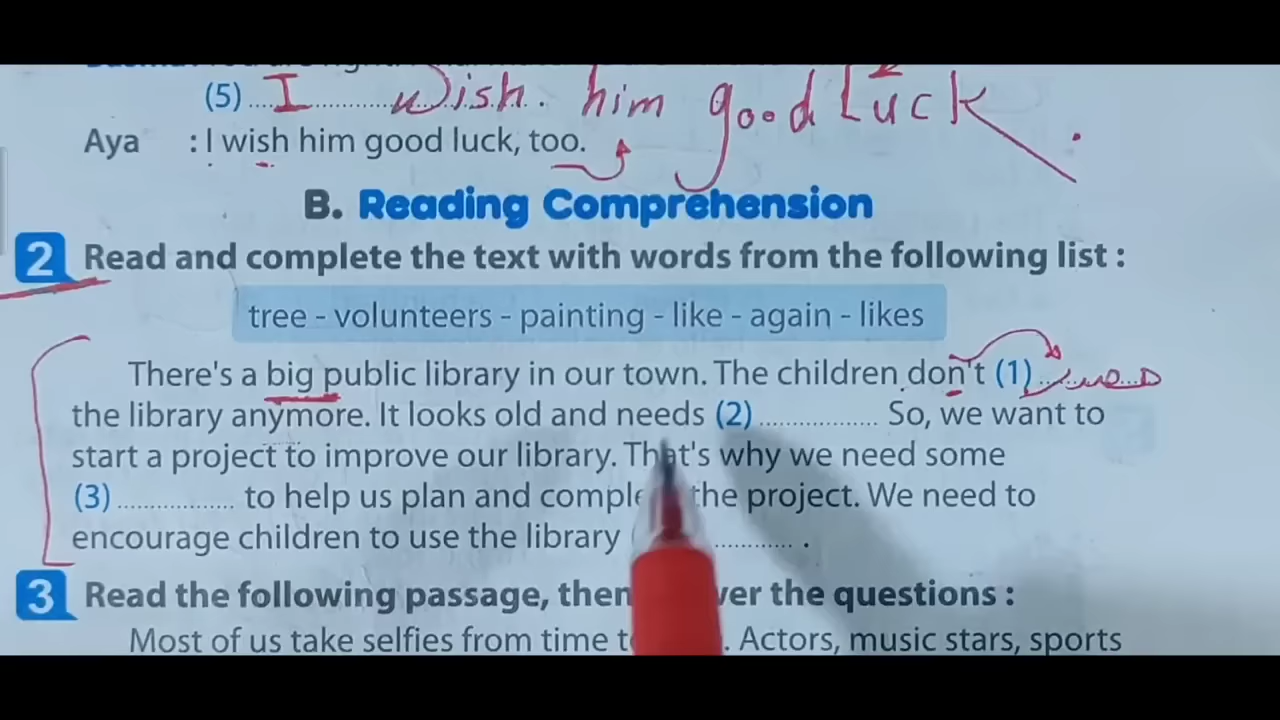 (5) I wish. him good Luck.
Aya : I wish him good luck, too.
B. Reading Comprehension
2 Read and complete the text with words from the following list :
tree - volunteers - painting - like - again - likes
There's a big public library in our town. The children don't (1) ..........
the library anymore. It looks old and needs (2) ................. So, we want to
start a project to improve our library. That's why we need some
(3) ................. to help us plan and the project. We need to
encourage children to use the library ............ .
3 Read the following passage, then the questions :
Most of us take selfies from time Actors, music stars, sports